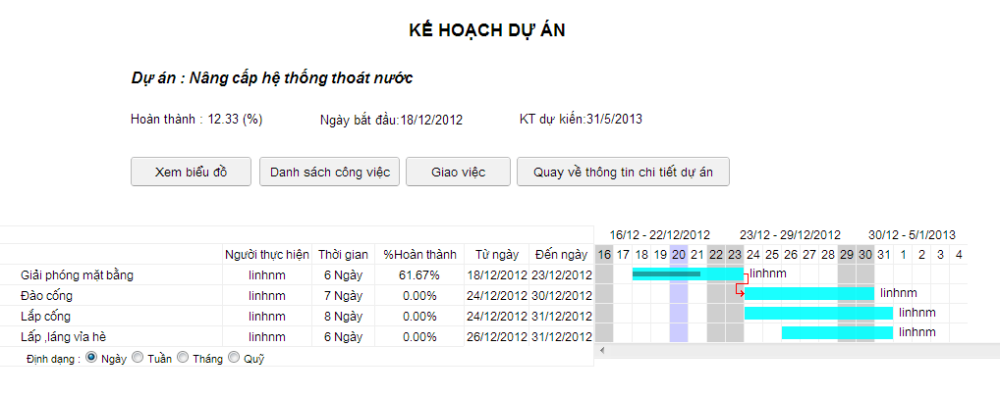 KẾ HOẠCH DỰ ÁN
Dự án : Nâng cấp hệ thống thoát nước
Hoàn thành : 12.33 (%) Ngày bắt đầu:18/12/2012 KT dự kiến:31/5/2013
Xem biểu đồ Danh sách công việc Giao việc Quay về thông tin chi tiết dự án
16/12 - 22/12/2012 23/12 - 29/12/2012 30/12 - 5/1/2013
Người thực hiện Thời gian %Hoàn thành Từ ngày Đến ngày 16 17 18 19 20 21 22 23 24 25 26 27 28 29 30 31 1 2 3 4
Giải phóng mặt bằng linhnm 6 Ngày 61.67% 18/12/2012 23/12/2012 linhnm
Đào cống linhnm 7 Ngày 0.00% 24/12/2012 30/12/2012 linhnm
Lắp cống linhnm 8 Ngày 0.00% 24/12/2012 31/12/2012 linhnm
Lấp ,láng vỉa hè linhnm 6 Ngày 0.00% 26/12/2012 31/12/2012 linhnm
Định dạng : Ngày Tuần Tháng Quỹ